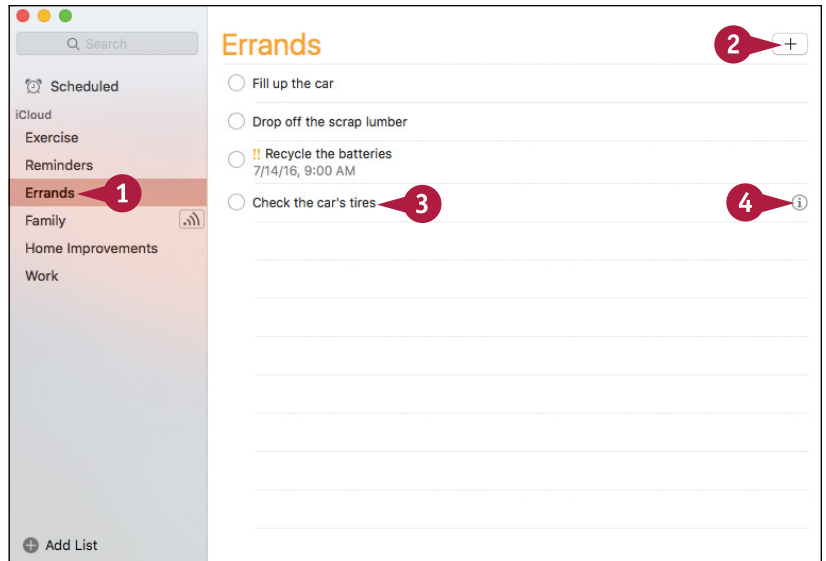 Search
Scheduled
iCloud
Exercise
Reminders
Errands
1
Family
Home Improvements
Work
Add List
Errands
2
+
Fill up the car
Drop off the scrap lumber
!! Recycle the batteries
7/14/16, 9:00 AM
Check the car's tires
3
4
i